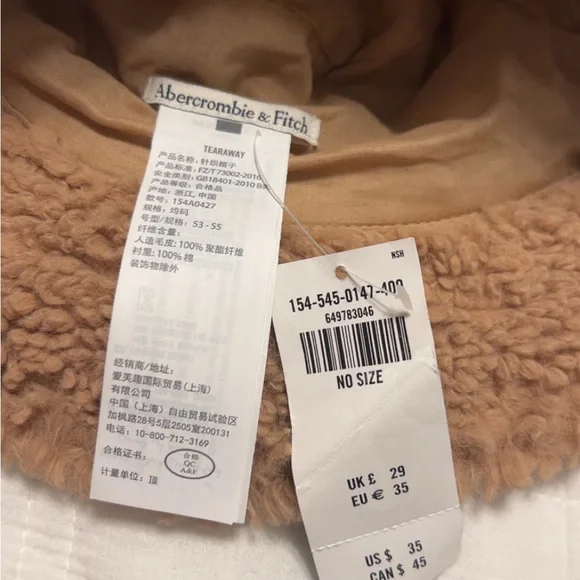 Abercrombie & Fitch
TEARAWAY
产品名称: 针织帽子
产品标准: FZ/T73002-2016
安全类别: GB18401-2010 B类
产品等级: 合格品
产地: 浙江, 中国
款号: 154A0427
规格: 均码
号型/规格: 53 - 55
纤维含量:
人造毛皮: 100% 聚酯纤维
衬里: 100% 棉
装饰物除外
经销商/地址:
爱芙趣国际贸易(上海)
有限公司
中国(上海)自由贸易试验区
加枫路28号5层2505室200131
电话: 10-800-712-3169
合格证书:
合格
QC
A&F
计量单位: 顶
NSH
154-545-0147-400
649783046
NO SIZE
UK £ 29
EU € 35
US $ 35
CAN $ 45